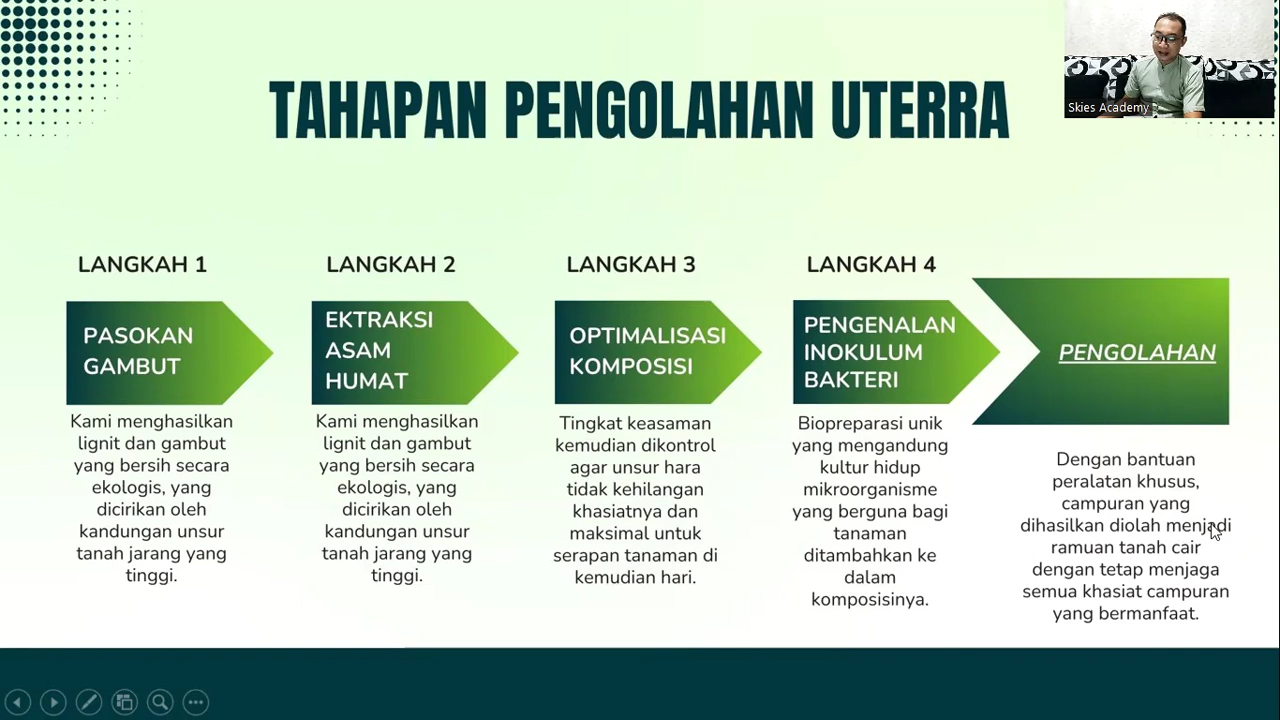 TAHAPAN PENGOLAHAN UTERRA
Skies Academy
LANGKAH 1
PASOKAN
GAMBUT
Kami menghasilkan
lignit dan gambut
yang bersih secara
ekologis, yang
dicirikan oleh
kandungan unsur
tanah jarang yang
tinggi.
LANGKAH 2
EKTRAKSI
ASAM
HUMAT
Kami menghasilkan
lignit dan gambut
yang bersih secara
ekologis, yang
dicirikan oleh
kandungan unsur
tanah jarang yang
tinggi.
LANGKAH 3
OPTIMALISASI
KOMPOSISI
Tingkat keasaman
kemudian dikontrol
agar unsur hara
tidak kehilangan
khasiatnya dan
maksimal untuk
serapan tanaman di
kemudian hari.
LANGKAH 4
PENGENALAN
INOKULUM
BAKTERI
Biopreparasi unik
yang mengandung
kultur hidup
mikroorganisme
yang berguna bagi
tanaman
ditambahkan ke
dalam
komposisinya.
PENGOLAHAN
Dengan bantuan
peralatan khusus,
campuran yang
dihasilkan diolah menjadi
ramuan tanah cair
dengan tetap menjaga
semua khasiat campuran
yang bermanfaat.